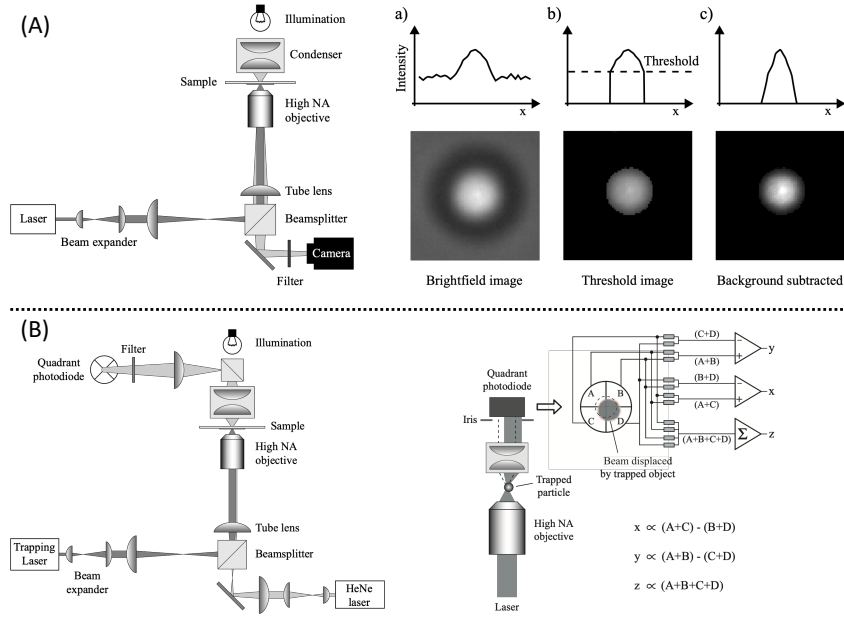 (A)
Illumination
Condenser
Sample
High NA
objective
Tube lens
Laser
Beamsplitter
Beam expander
Camera
Filter
a)
Intensity
x
Brightfield image
b)
Threshold
x
Threshold image
c)
x
Background subtracted
(B)
Illumination
Filter
Quadrant
photodiode
Sample
High NA
objective
Tube lens
Trapping
Laser
Beamsplitter
Beam
expander
HeNe
laser
Quadrant
photodiode
Iris
Trapped
particle
High NA
objective
Laser
A
B
C
D
Beam displaced
by trapped object
(C+D)
−
+
y
(A+B)
(B+D)
−
+
x
(A+C)
Σ
z
(A+B+C+D)
x ∝ (A+C) - (B+D)
y ∝ (A+B) - (C+D)
z ∝ (A+B+C+D)